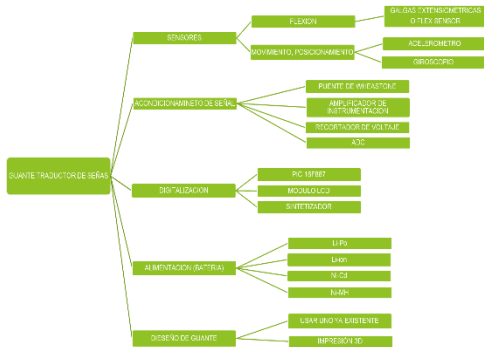 GALGAS EXTENSIOMETRICAS
O FLEX SENSOR
FLEXION
SENSORES
MOVIMIENTO, POSICIONAMIENTO
ACELEROMETRO
GIROSCOPIO
PUENTE DE WHEASTONE
ACONDICIONAMINETO DE SEÑAL
AMPLIFICADOR DE
INSTRUMENTACION
RECORTADOR DE VOLTAJE
ADC
GUANTE TRADUCTOR DE SEÑAS
PIC 16F887
DIGITALIZACION
MODULO LCD
SINTETIZADOR
Li-Po
Li-ion
ALIMENTACION (BATERIA)
Ni-Cd
Ni-MH
USAR UNO YA EXISTENTE
DIESEÑO DE GUANTE
IMPRESIÓN 3D